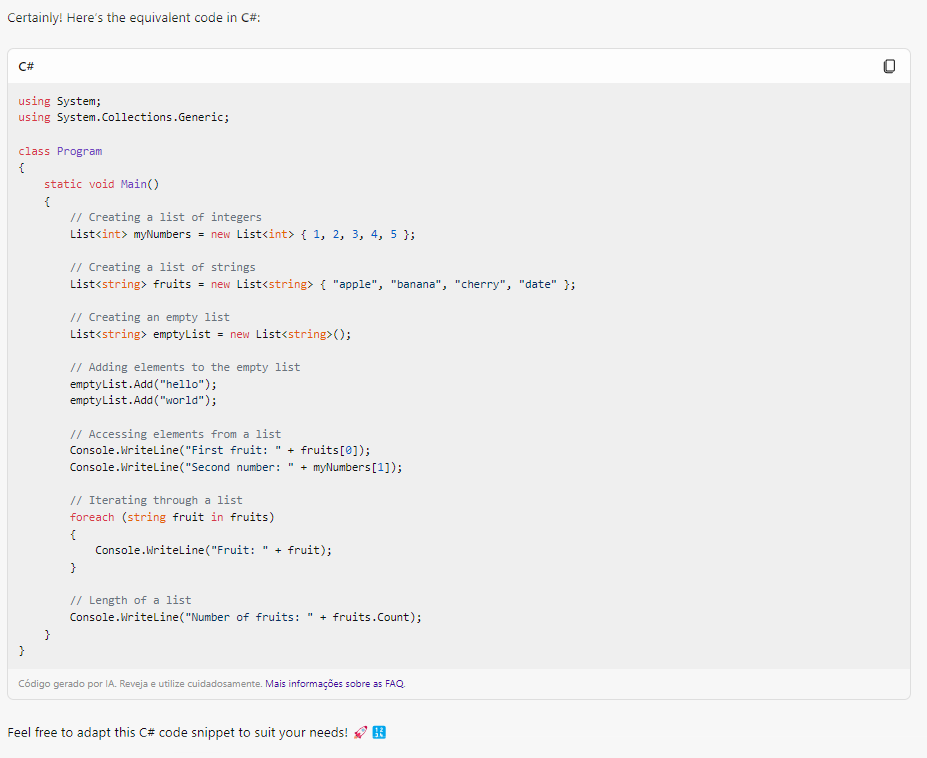 Certainly! Here's the equivalent code in C#:
C#
using System;
using System.Collections.Generic;
class Program
{
    static void Main()
    {
        // Creating a list of integers
        List<int> myNumbers = new List<int> { 1, 2, 3, 4, 5 };
        // Creating a list of strings
        List<string> fruits = new List<string> { "apple", "banana", "cherry", "date" };
        // Creating an empty list
        List<string> emptyList = new List<string>();
        // Adding elements to the empty list
        emptyList.Add("hello");
        emptyList.Add("world");
        // Accessing elements from a list
        Console.WriteLine("First fruit: " + fruits[0]);
        Console.WriteLine("Second number: " + myNumbers[1]);
        // Iterating through a list
        foreach (string fruit in fruits)
        {
            Console.WriteLine("Fruit: " + fruit);
        }
        // Length of a list
        Console.WriteLine("Number of fruits: " + fruits.Count);
    }
}
Código gerado por IA. Reveja e utilize cuidadosamente. Mais informações sobre as FAQ.
Feel free to adapt this C# code snippet to suit your needs! 🚀 🔢